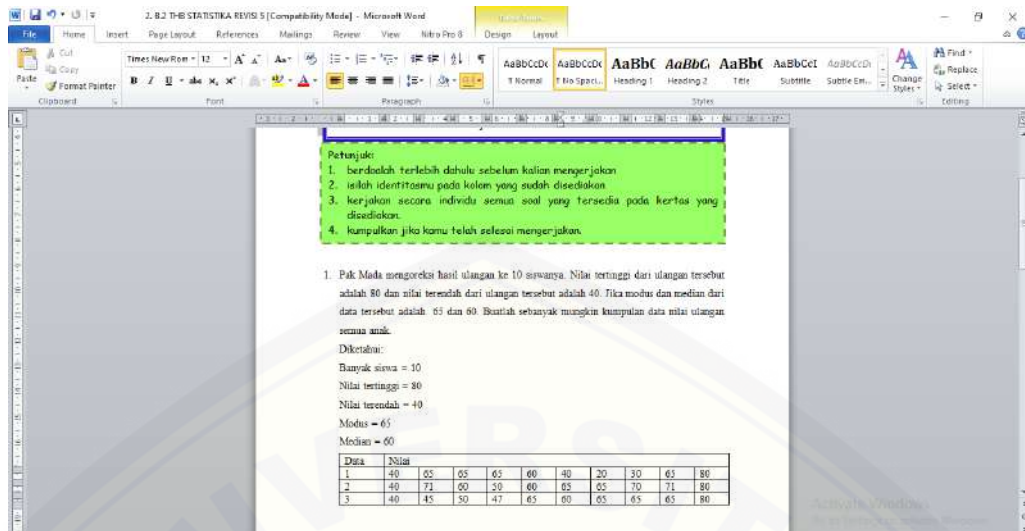 2. B.2 THB STATISTIKA REVISI 5 [Compatibility Mode] - Microsoft Word
File Home Insert Page Layout References Mailings Review View Nitro Pro 8 Design Layout
Cut
Copy
Format Painter
Paste
Clipboard
Times New Rom 12
Font
Paragraph
AaBbCcDc AaBbCcDc AaBbC AaBbC AaBbC AaBbCcI AaBbCcDi
¶ Normal ¶ No Spaci... Heading 1 Heading 2 Title Subtitle Subtle Em...
Change Styles
Styles
Find
Replace
Select
Editing
Petunjuk:
1. berdoalah terlebih dahulu sebelum kalian mengerjakan
2. isilah identitasmu pada kolom yang sudah disediakan
3. kerjakan secara individu semua soal yang tersedia pada kertas yang
disediakan.
4. kumpulkan jika kamu telah selesai mengerjakan.
1. Pak Mada mengoreksi hasil ulangan ke 10 siswanya. Nilai tertinggi dari ulangan tersebut
adalah 80 dan nilai terendah dari ulangan tersebut adalah 40. Jika modus dan median dari
data tersebut adalah 65 dan 60. Buatlah sebanyak mungkin kumpulan data nilai ulangan
semua anak.
Diketahui:
Banyak siswa = 10
Nilai tertinggi = 80
Nilai terendah = 40
Modus = 65
Median = 60
Data Nilai
1 40 65 65 65 60 40 20 30 65 80
2 40 71 60 50 60 65 65 70 71 80
3 40 45 50 47 65 60 65 65 65 80
Activate Windows